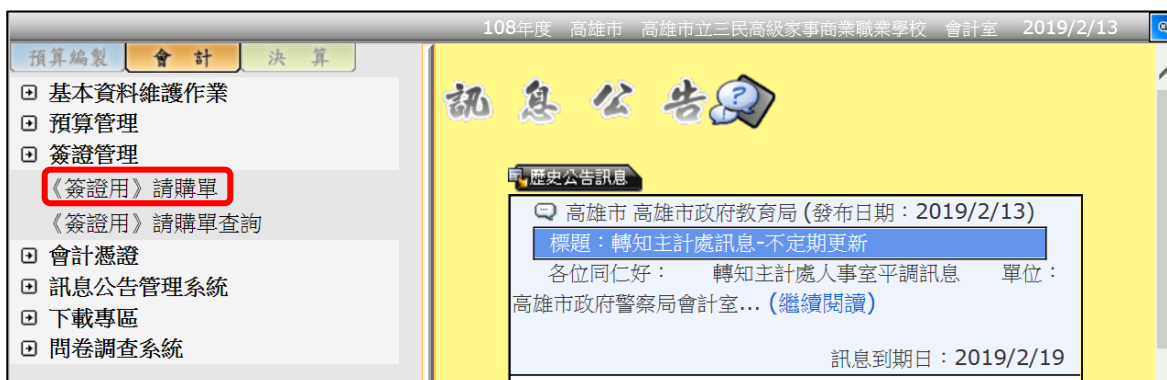 108年度 高雄市 高雄市立三民高級家事商業職業學校 會計室 2019/2/13
預算編製 會計 決算
基本資料維護作業
預算管理
簽證管理
《簽證用》請購單
《簽證用》請購單查詢
會計憑證
訊息公告管理系統
下載專區
問卷調查系統
訊息公告
歷史公告訊息
高雄市 高雄市政府教育局 (發布日期：2019/2/13)
標題：轉知主計處訊息-不定期更新
各位同仁好： 轉知主計處人事室平調訊息 單位：
高雄市政府警察局會計室... (繼續閱讀)
訊息到期日：2019/2/19